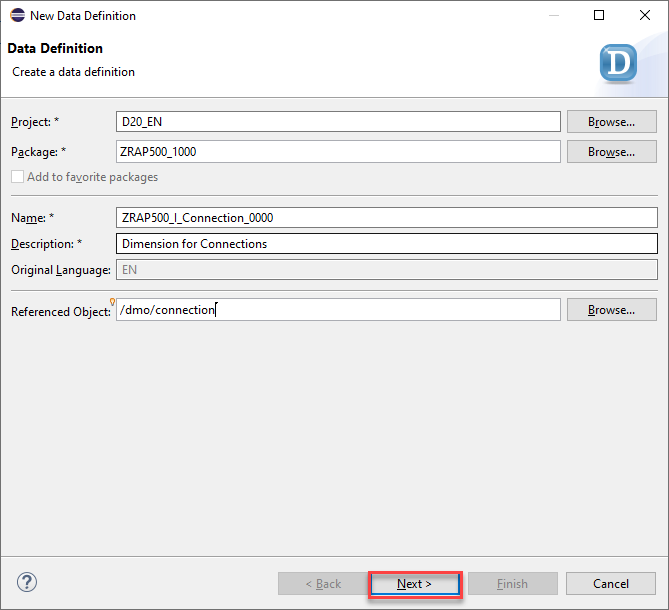 New Data Definition
Data Definition
Create a data definition
D
Project: * D20_EN Browse...
Package: * ZRAP500_1000 Browse...
Add to favorite packages
Name: * ZRAP500_I_Connection_0000
Description: * Dimension for Connections
Original Language: EN
Referenced Object: /dmo/connection Browse...
? < Back Next > Finish Cancel